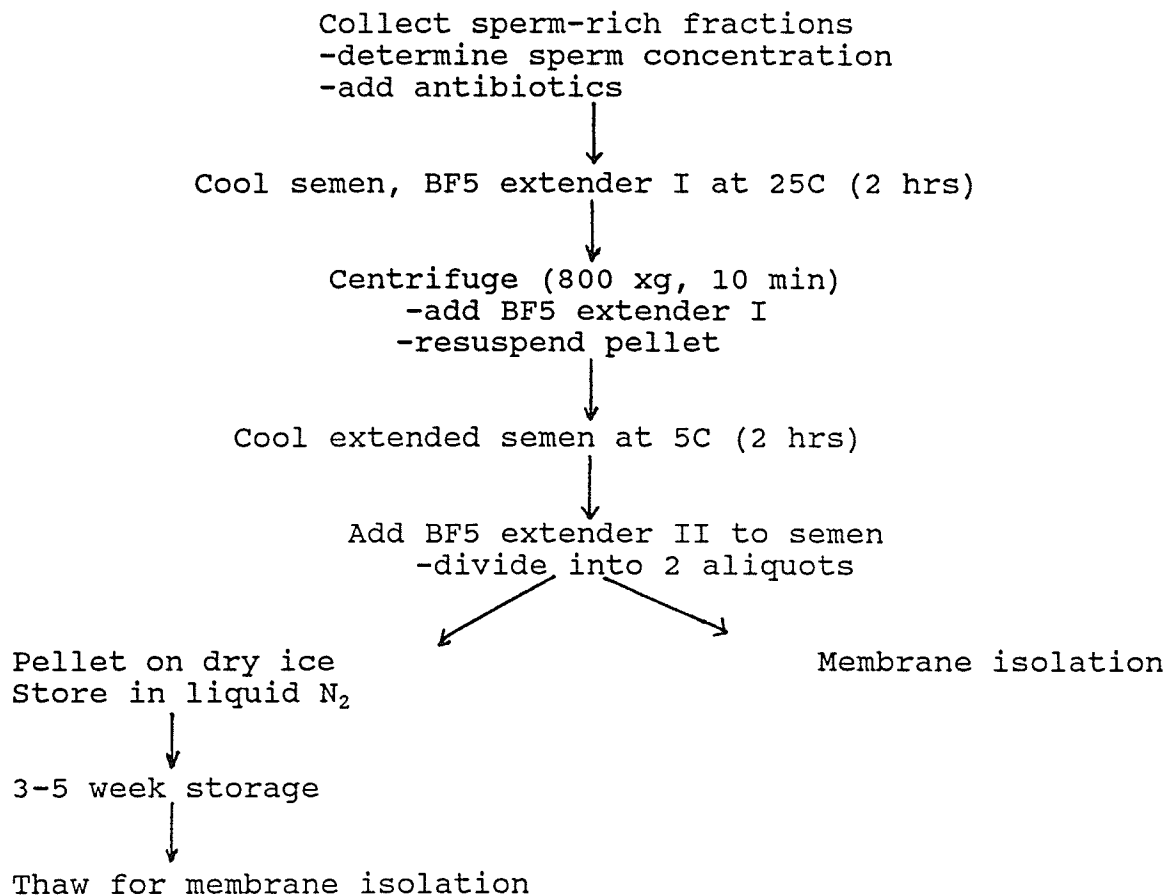 Collect sperm-rich fractions
-determine sperm concentration
-add antibiotics
Cool semen, BF5 extender I at 25C (2 hrs)
Centrifuge (800 xg, 10 min)
-add BF5 extender I
-resuspend pellet
Cool extended semen at 5C (2 hrs)
Add BF5 extender II to semen
-divide into 2 aliquots
Pellet on dry ice
Store in liquid N₂
Membrane isolation
3-5 week storage
Thaw for membrane isolation